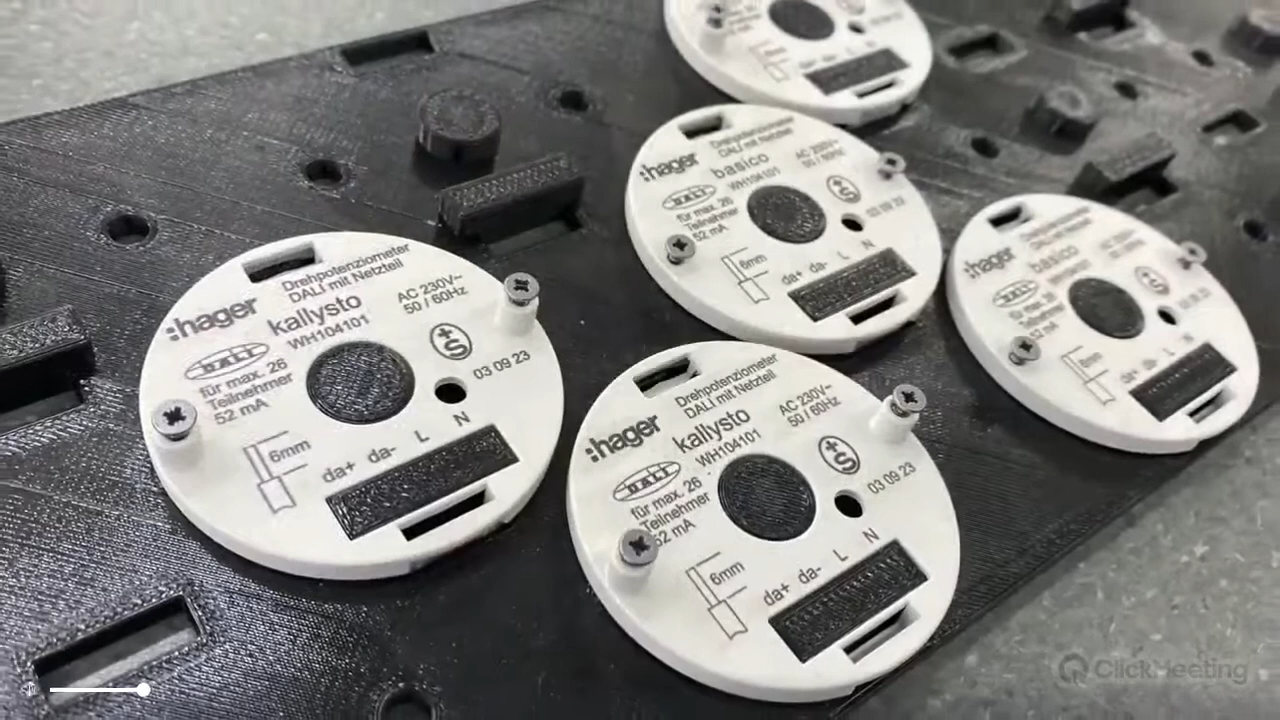 :hager
Drehpotenziometer
DALI mit Netzteil
basico
WH104101
AC 230V~
50 / 60Hz
DALI
für max. 26
Teilnehmer
52 mA
03 09 23
6mm
da+ da- L N
:hager
basico
DALI
6mm
da+ da- L N
:hager
Drehpotenziometer
DALI mit Netzteil
kallysto
WH104101
AC 230V~
50 / 60Hz
DALI
für max. 26
Teilnehmer
52 mA
03 09 23
6mm
da+ da- L N
:hager
Drehpotenziometer
DALI mit Netzteil
kallysto
WH104101
AC 230V~
50 / 60Hz
DALI
für max. 26
Teilnehmer
52 mA
03 09 23
6mm
da+ da- L N
ClickMeeting